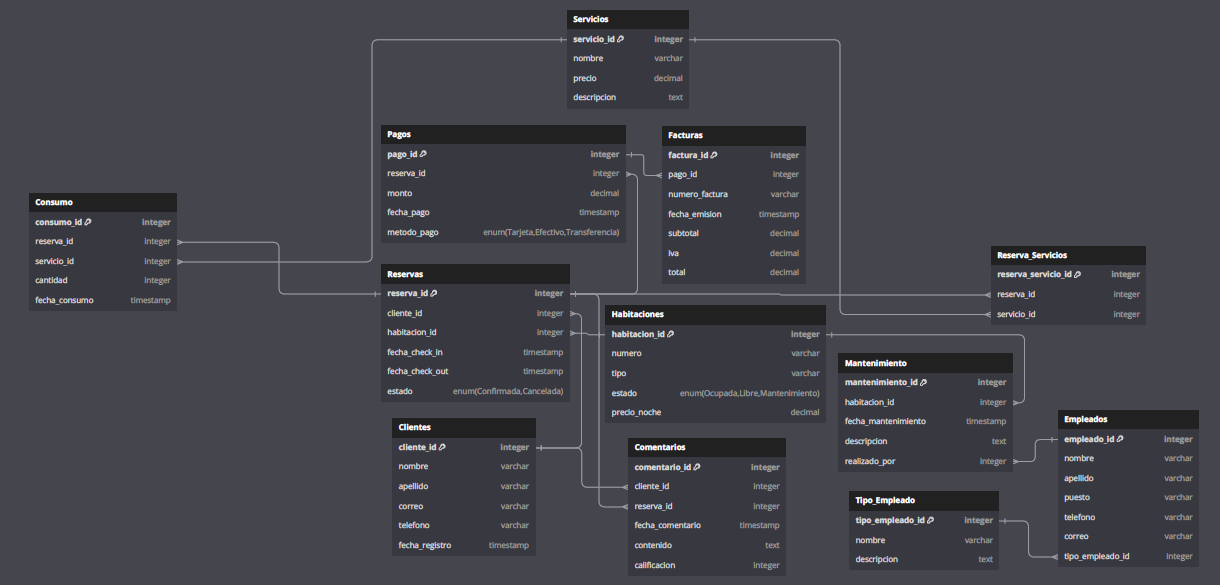 Servicios
servicio_id integer
nombre varchar
precio decimal
descripcion text
Pagos
pago_id integer
reserva_id integer
monto decimal
fecha_pago timestamp
metodo_pago enum(Tarjeta,Efectivo,Transferencia)
Facturas
factura_id integer
pago_id integer
numero_factura varchar
fecha_emision timestamp
subtotal decimal
iva decimal
total decimal
Consumo
consumo_id integer
reserva_id integer
servicio_id integer
cantidad integer
fecha_consumo timestamp
Reserva_Servicios
reserva_servicio_id integer
reserva_id integer
servicio_id integer
Reservas
reserva_id integer
cliente_id integer
habitacion_id integer
fecha_check_in timestamp
fecha_check_out timestamp
estado enum(Confirmada,Cancelada)
Habitaciones
habitacion_id integer
numero varchar
tipo varchar
estado enum(Ocupada,Libre,Mantenimiento)
precio_noche decimal
Mantenimiento
mantenimiento_id integer
habitacion_id integer
fecha_mantenimiento timestamp
descripcion text
realizado_por integer
Empleados
empleado_id integer
nombre varchar
apellido varchar
puesto varchar
telefono varchar
correo varchar
tipo_empleado_id integer
Clientes
cliente_id integer
nombre varchar
apellido varchar
correo varchar
telefono varchar
fecha_registro timestamp
Comentarios
comentario_id integer
cliente_id integer
reserva_id integer
fecha_comentario timestamp
contenido text
calificacion integer
Tipo_Empleado
tipo_empleado_id integer
nombre varchar
descripcion text